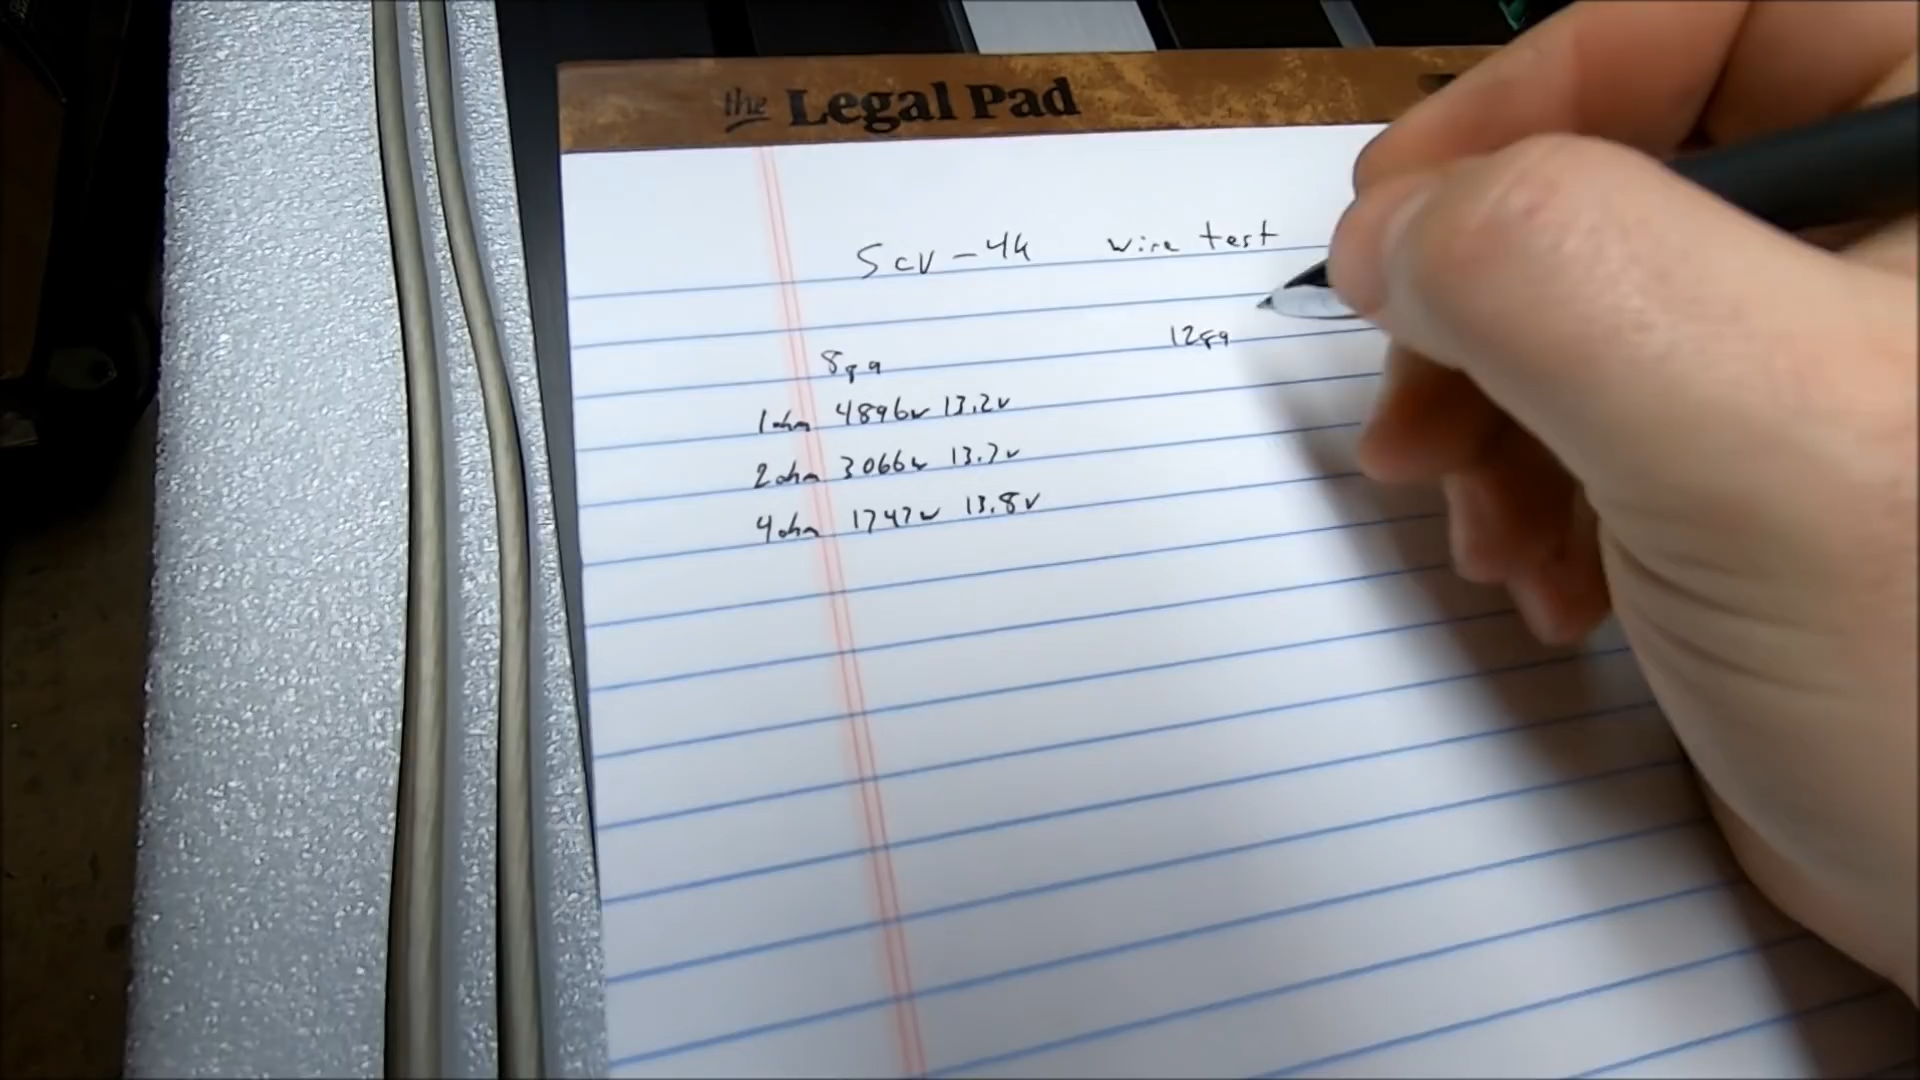 the Legal Pad
Scv-4k wire test
8ga 12ga
1ohm 4896w 13.2v
2ohm 3066w 13.7v
4ohm 1747w 13.8v